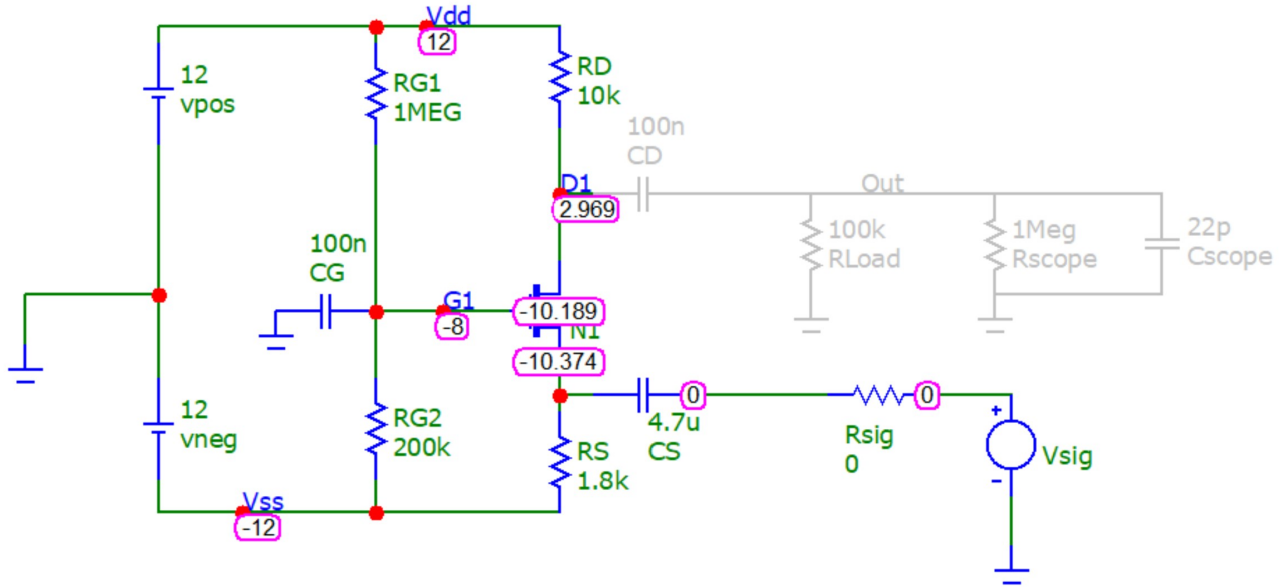 Vdd
12
12
vpos
RG1
1MEG
RD
10k
100n
CD
D1
2.969
Out
100k
RLoad
1Meg
Rscope
22p
Cscope
100n
CG
G1
-8
-10.189
N1
-10.374
0
0
4.7u
CS
Rsig
0
Vsig
+
-
12
vneg
RG2
200k
RS
1.8k
Vss
-12